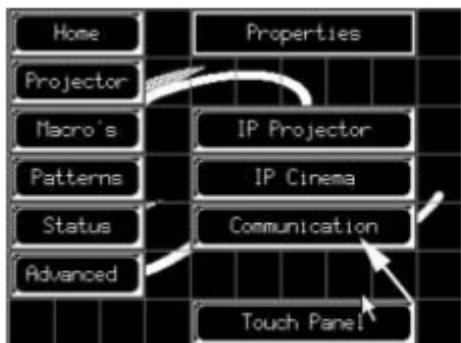 Home
Properties
Projector
Macro's
IP Projector
Patterns
IP Cinema
Status
Communication
Advanced
Touch Panel